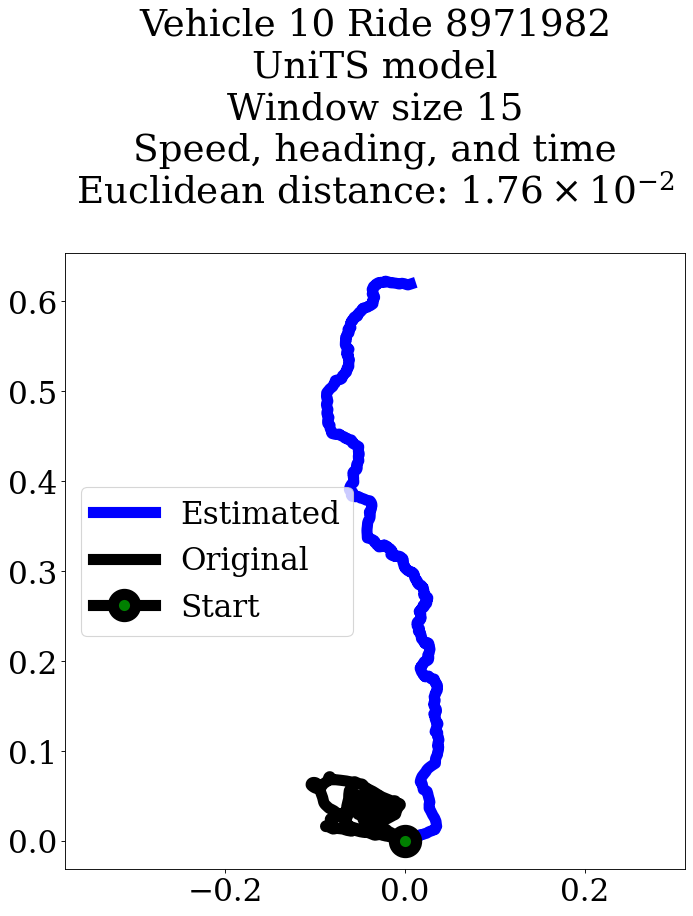 Vehicle 10 Ride 8971982
UniTS model
Window size 15
Speed, heading, and time
Euclidean distance: 1.76 × 10⁻²
0.6
0.5
0.4
0.3
0.2
0.1
0.0
Estimated
Original
Start
−0.2
0.0
0.2